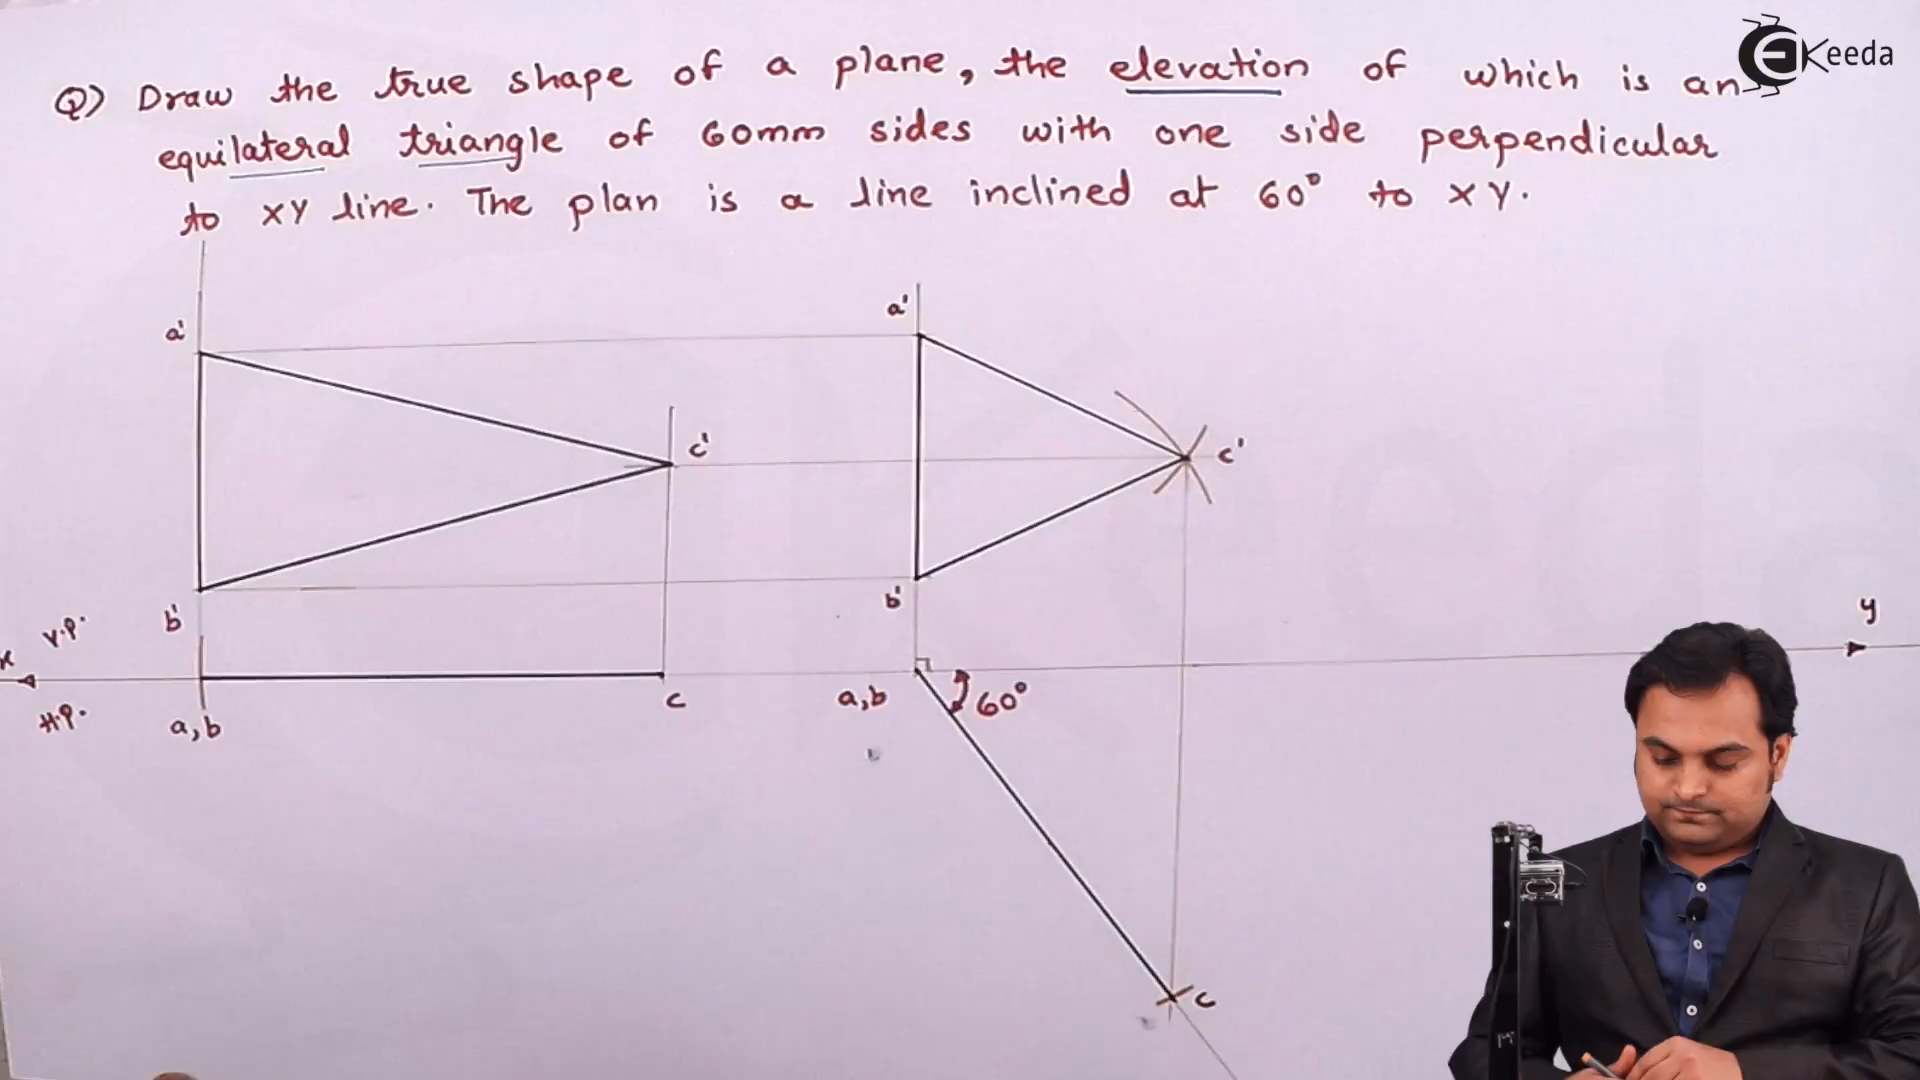 Keeda
Q) Draw the true shape of a plane, the elevation of which is an
equilateral triangle of 60mm sides with one side perpendicular
to XY line. The plan is a line inclined at 60° to XY.
a'
a'
c'
c'
b'
b'
V.P.
x
y
H.P.
a,b
c
a,b
60°
c